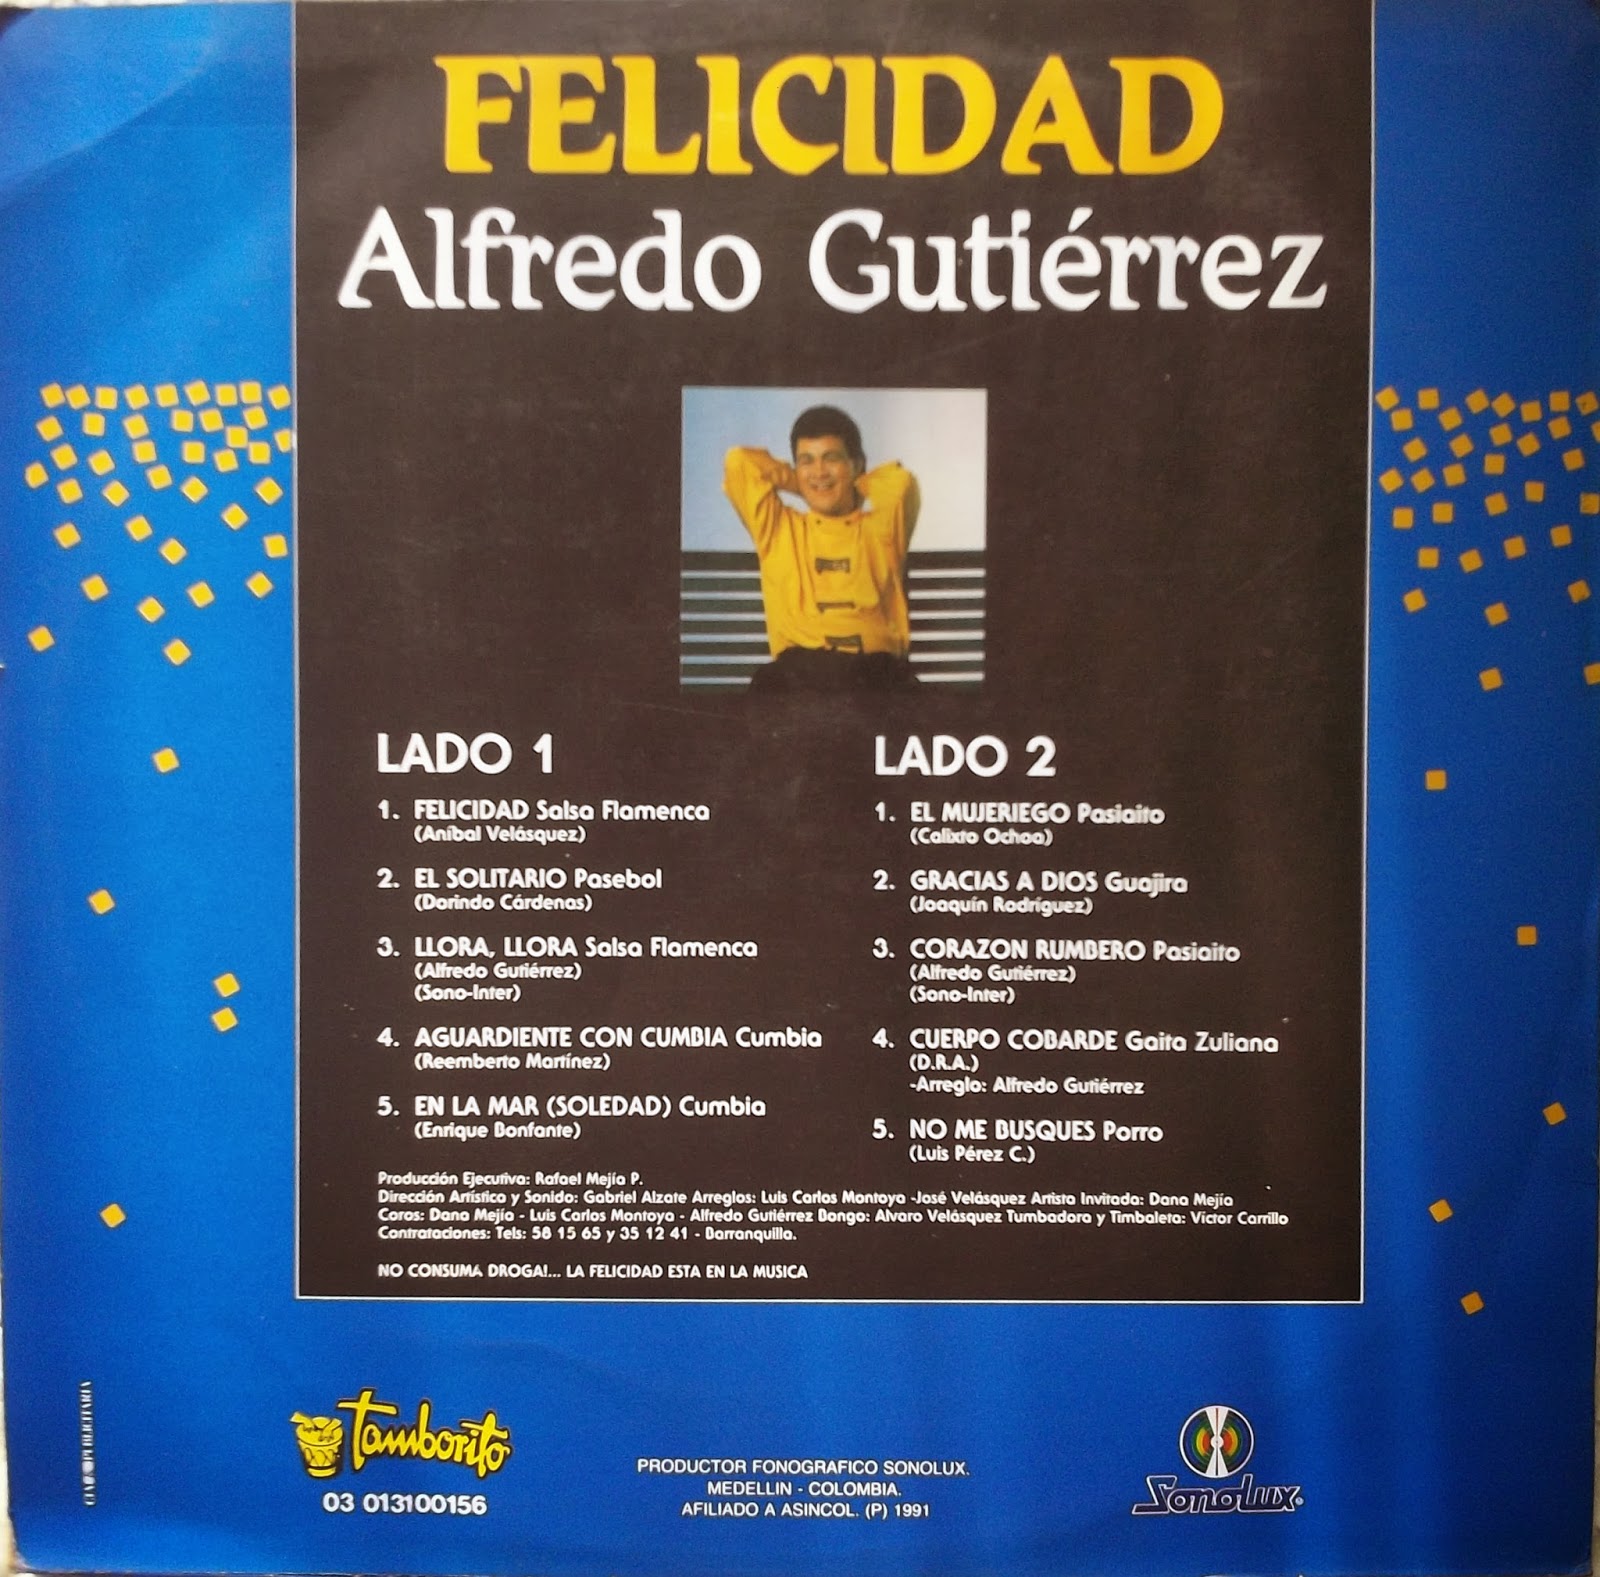 FELICIDAD
Alfredo Gutiérrez
LADO 1
1. FELICIDAD Salsa Flamenca
(Aníbal Velásquez)
2. EL SOLITARIO Pasebol
(Dorindo Cárdenas)
3. LLORA, LLORA Salsa Flamenca
(Alfredo Gutiérrez)
(Sono-Inter)
4. AGUARDIENTE CON CUMBIA Cumbia
(Reemberto Martínez)
5. EN LA MAR (SOLEDAD) Cumbia
(Enrique Bonfante)
LADO 2
1. EL MUJERIEGO Pasiaito
(Calixto Ochoa)
2. GRACIAS A DIOS Guajira
(Joaquín Rodríguez)
3. CORAZON RUMBERO Pasiaito
(Alfredo Gutiérrez)
(Sono-Inter)
4. CUERPO COBARDE Gaita Zuliana
(D.R.A.)
-Arreglo: Alfredo Gutiérrez
5. NO ME BUSQUES Porro
(Luis Pérez C.)
Producción Ejecutiva: Rafael Mejía P.
Dirección Artística y Sonido: Gabriel Alzate Arreglos: Luis Carlos Montoya -José Velásquez Artista Invitada: Dana Mejía
Coros: Dana Mejía - Luis Carlos Montoya - Alfredo Gutiérrez Bongo: Alvaro Velásquez Tumbadora y Timbaleta: Victor Carrillo
Contrataciones: Tels: 58 15 65 y 35 12 41 - Barranquilla.
NO CONSUMA DROGA!... LA FELICIDAD ESTA EN LA MUSICA
PUBLICITARIA
Tamborito
03 013100156
PRODUCTOR FONOGRAFICO SONOLUX.
MEDELLIN - COLOMBIA.
AFILIADO A ASINCOL. (P) 1991
Sonolux®